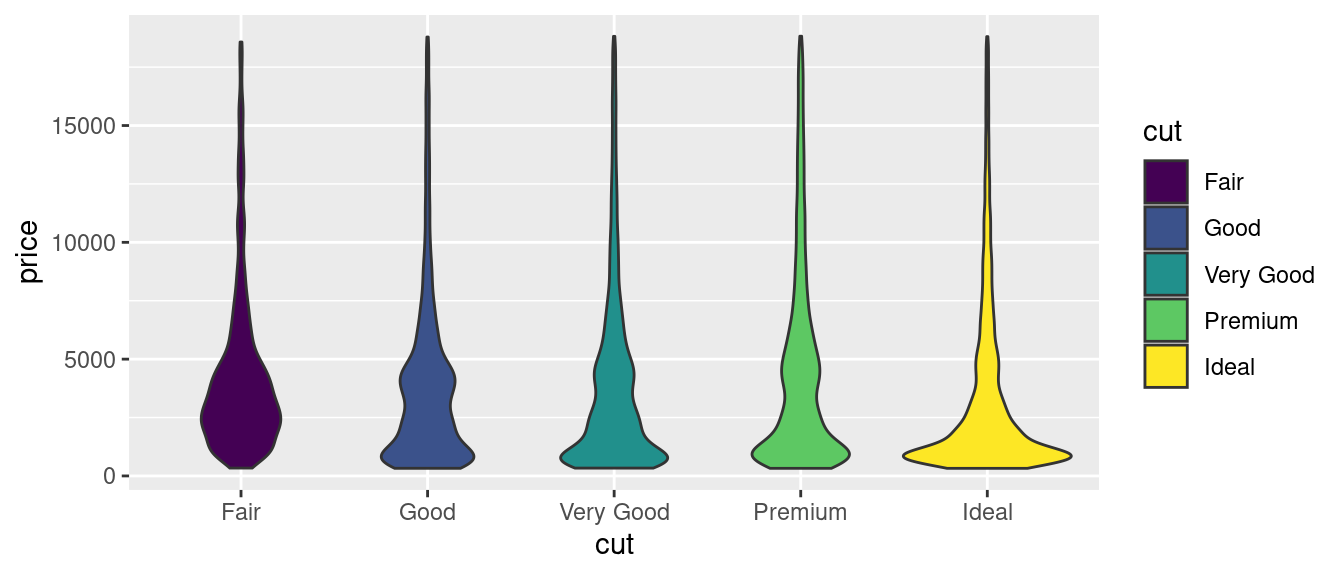 price
15000
10000
5000
0
Fair
Good
Very Good
Premium
Ideal
cut
cut
Fair
Good
Very Good
Premium
Ideal